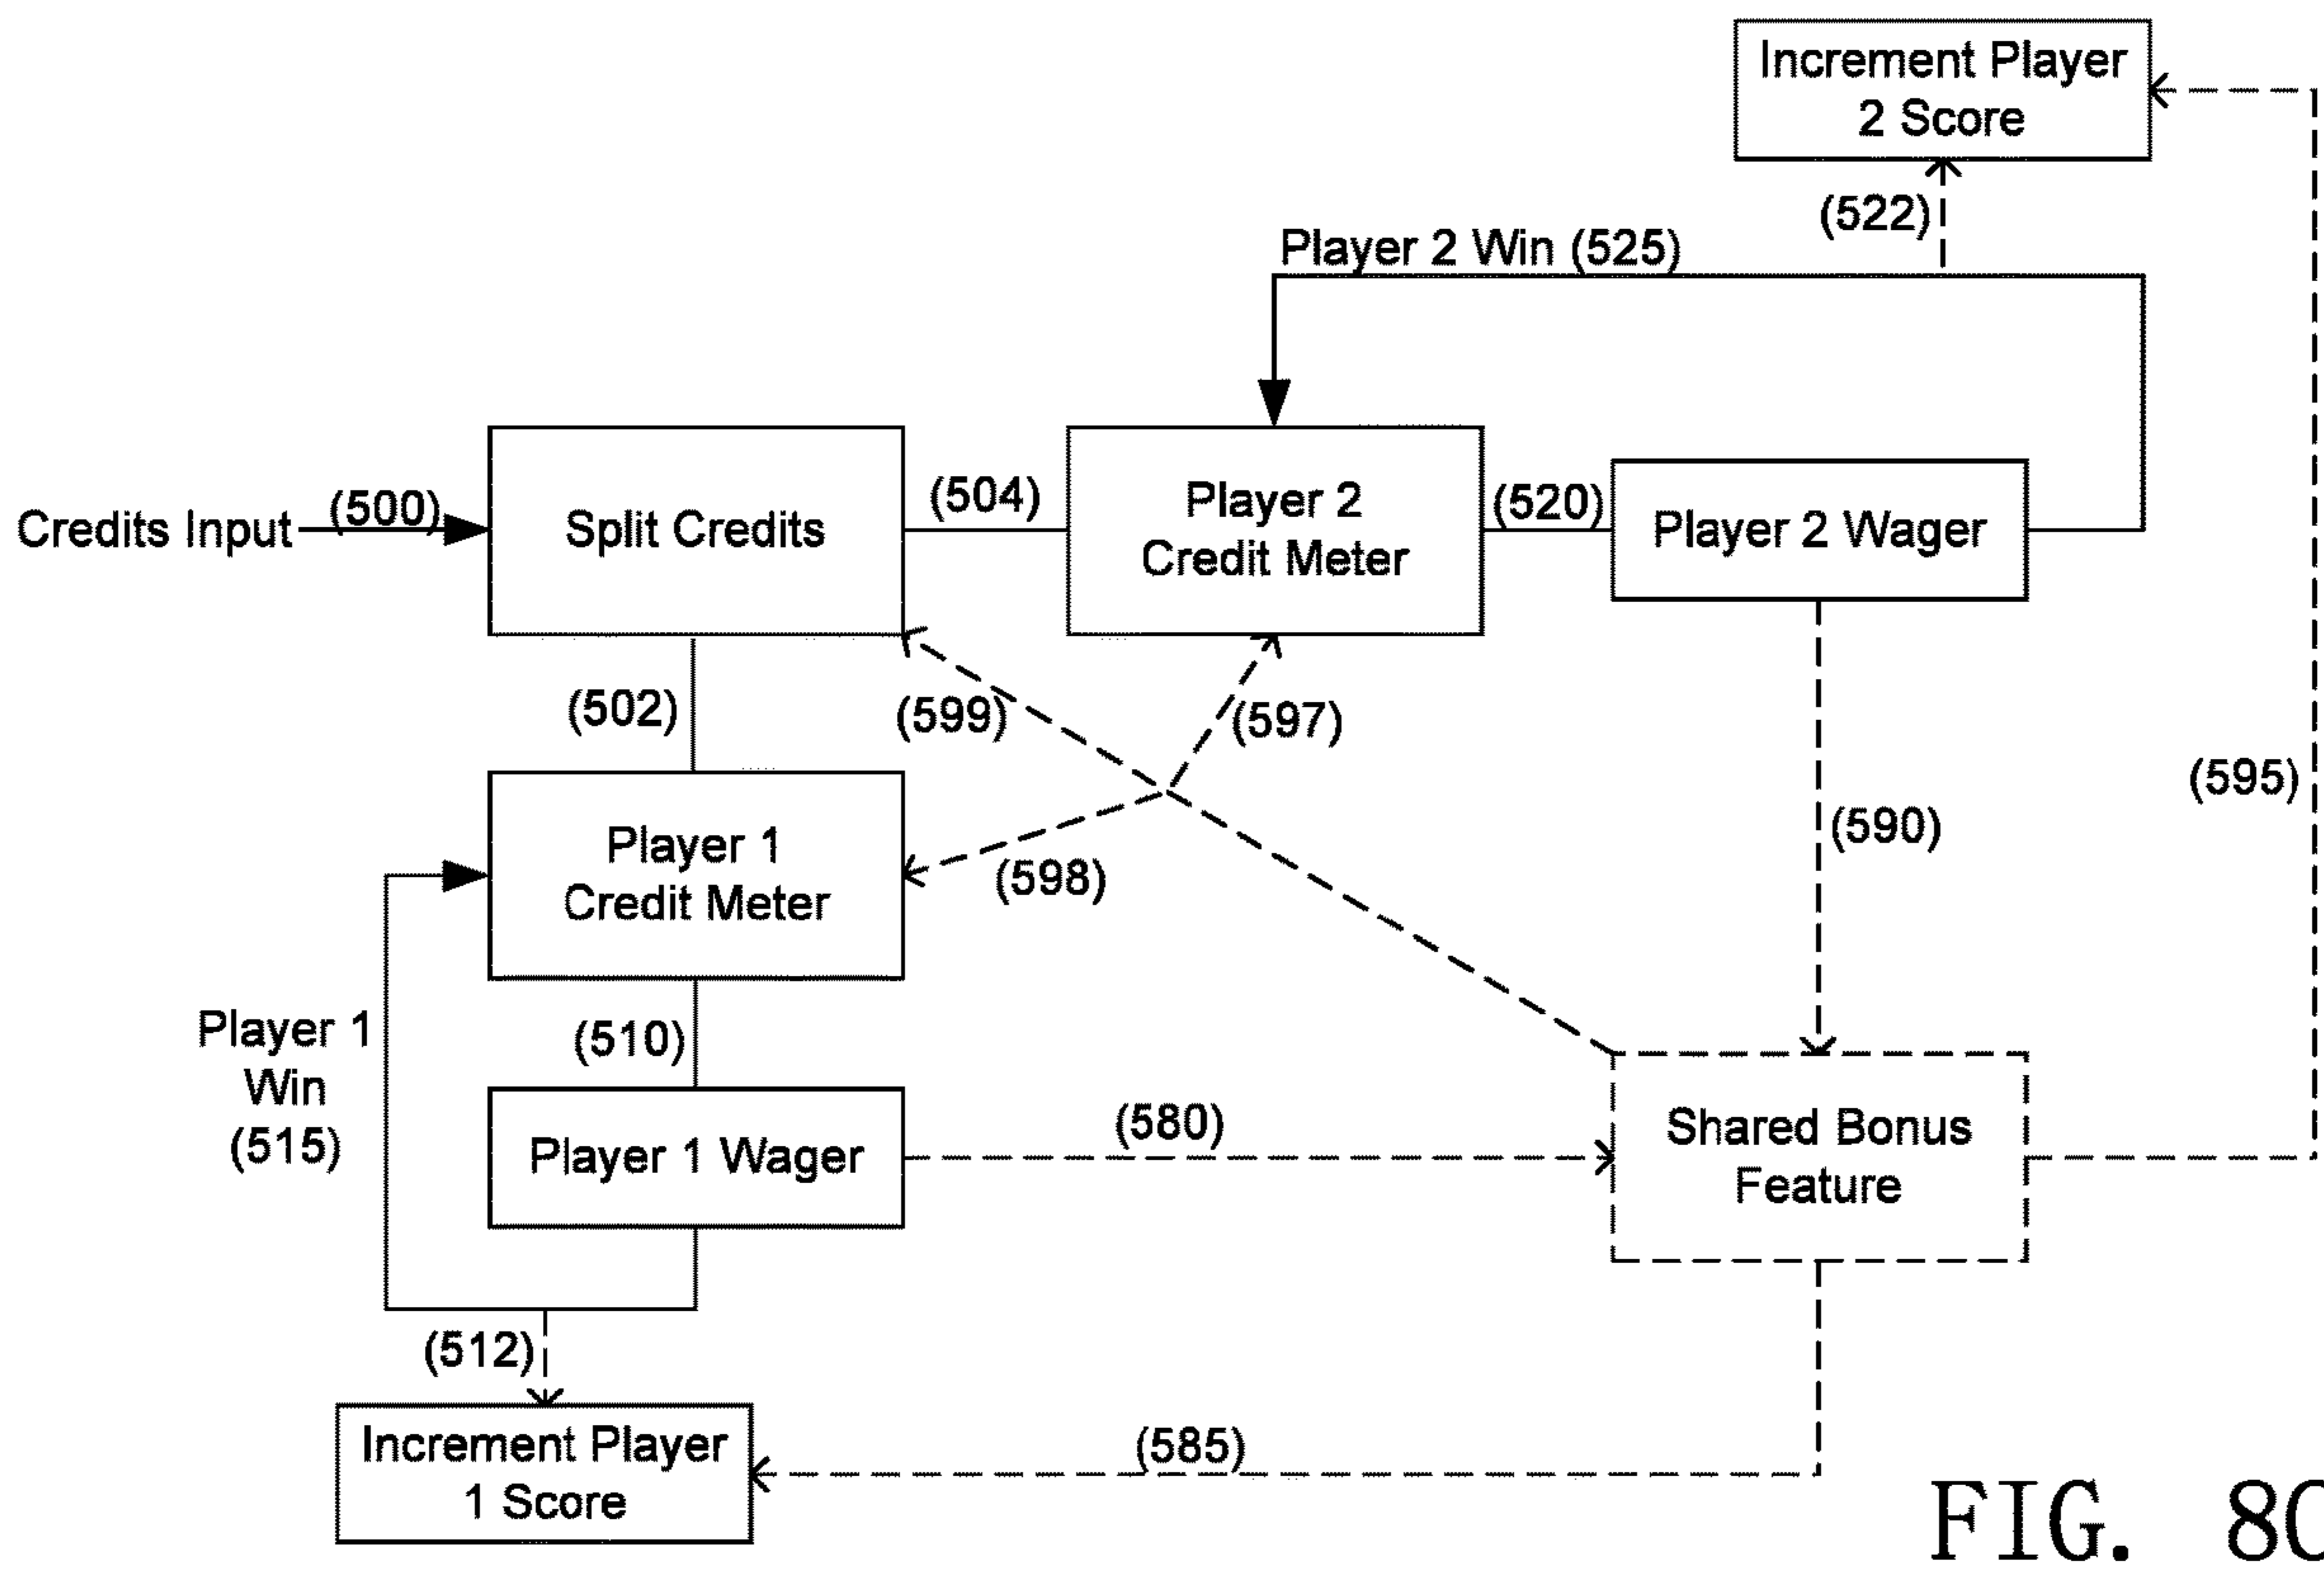 Increment Player
2 Score
(522)
Player 2 Win (525)
Credits Input
(500)
Split Credits
(504)
Player 2
Credit Meter
(520)
Player 2 Wager
(502)
(599)
(597)
(595)
(590)
Player 1
Credit Meter
(598)
Player 1
Win
(515)
(510)
Player 1 Wager
(580)
Shared Bonus
Feature
(512)
Increment Player
1 Score
(585)
FIG.